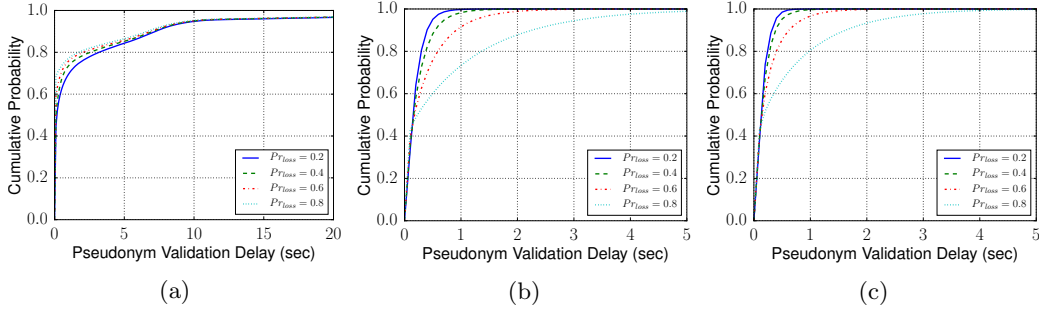 Cumulative Probability
1.0
0.8
0.6
0.4
0.2
0.0
Pr_loss = 0.2
Pr_loss = 0.4
Pr_loss = 0.6
Pr_loss = 0.8
0 5 10 15 20
Pseudonym Validation Delay (sec)
(a)
Cumulative Probability
1.0
0.8
0.6
0.4
0.2
0.0
Pr_loss = 0.2
Pr_loss = 0.4
Pr_loss = 0.6
Pr_loss = 0.8
0 1 2 3 4 5
Pseudonym Validation Delay (sec)
(b)
Cumulative Probability
1.0
0.8
0.6
0.4
0.2
0.0
Pr_loss = 0.2
Pr_loss = 0.4
Pr_loss = 0.6
Pr_loss = 0.8
0 1 2 3 4 5
Pseudonym Validation Delay (sec)
(c)